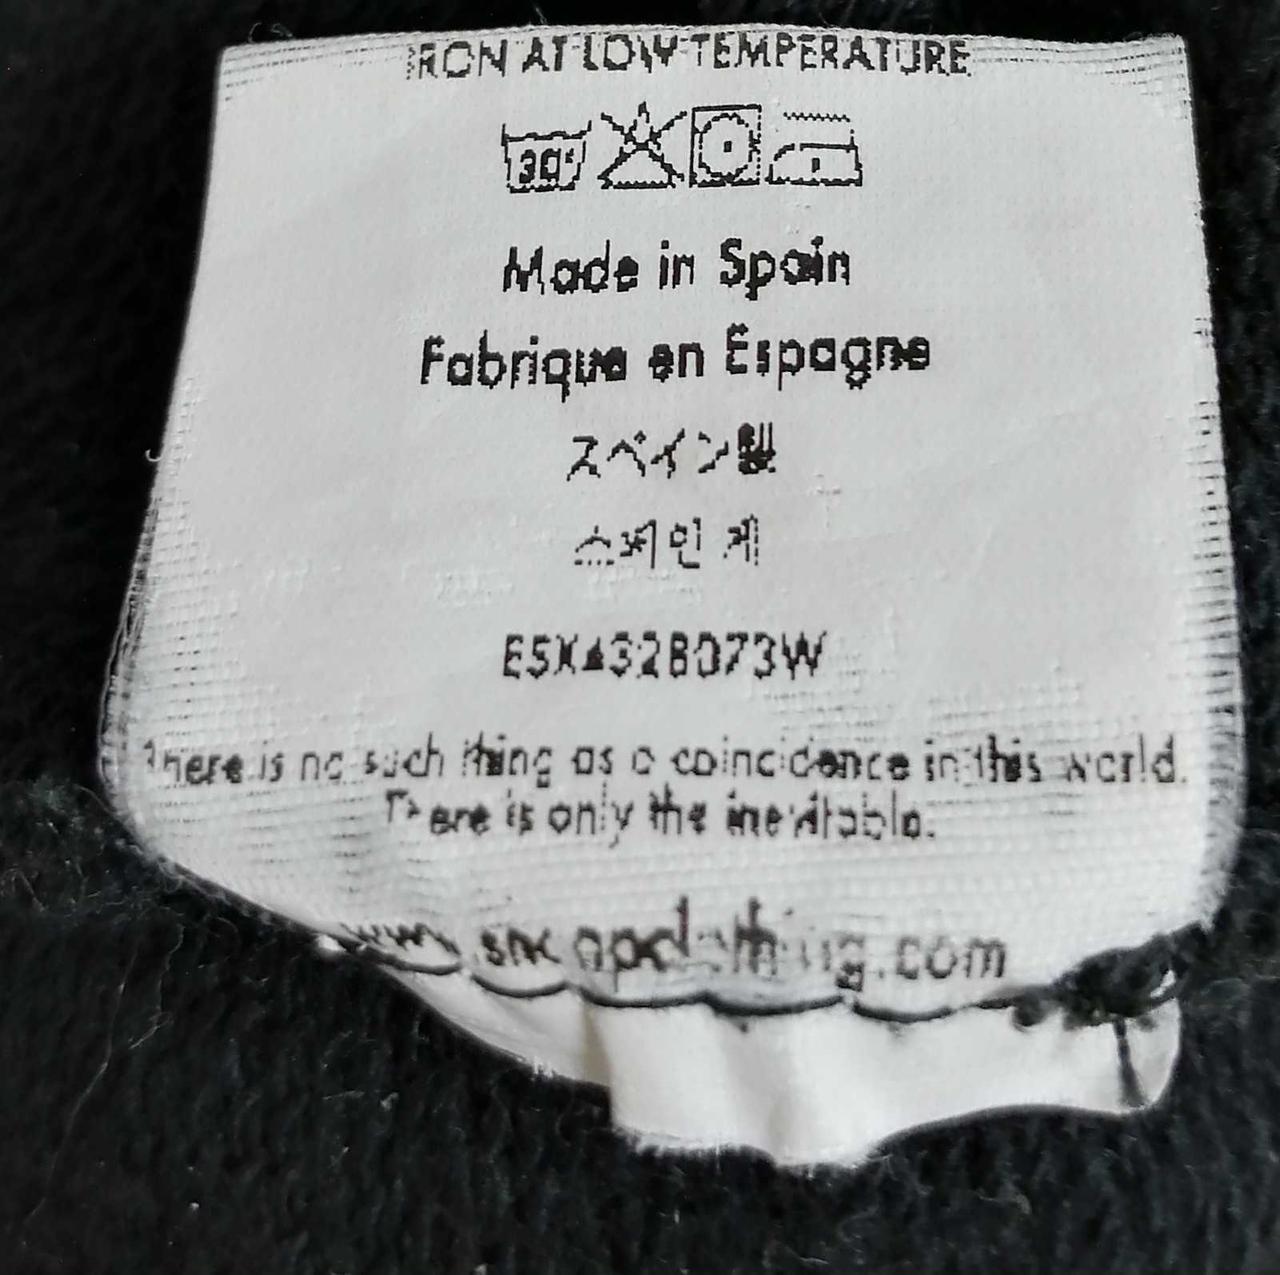 IRON AT LOW TEMPERATURE
30°
Made in Spain
Fabrique en Espagne
スペイン製
스페인 제
ESX4328073W
There is no such thing as a coincidence in this world.
There is only the inevitable.